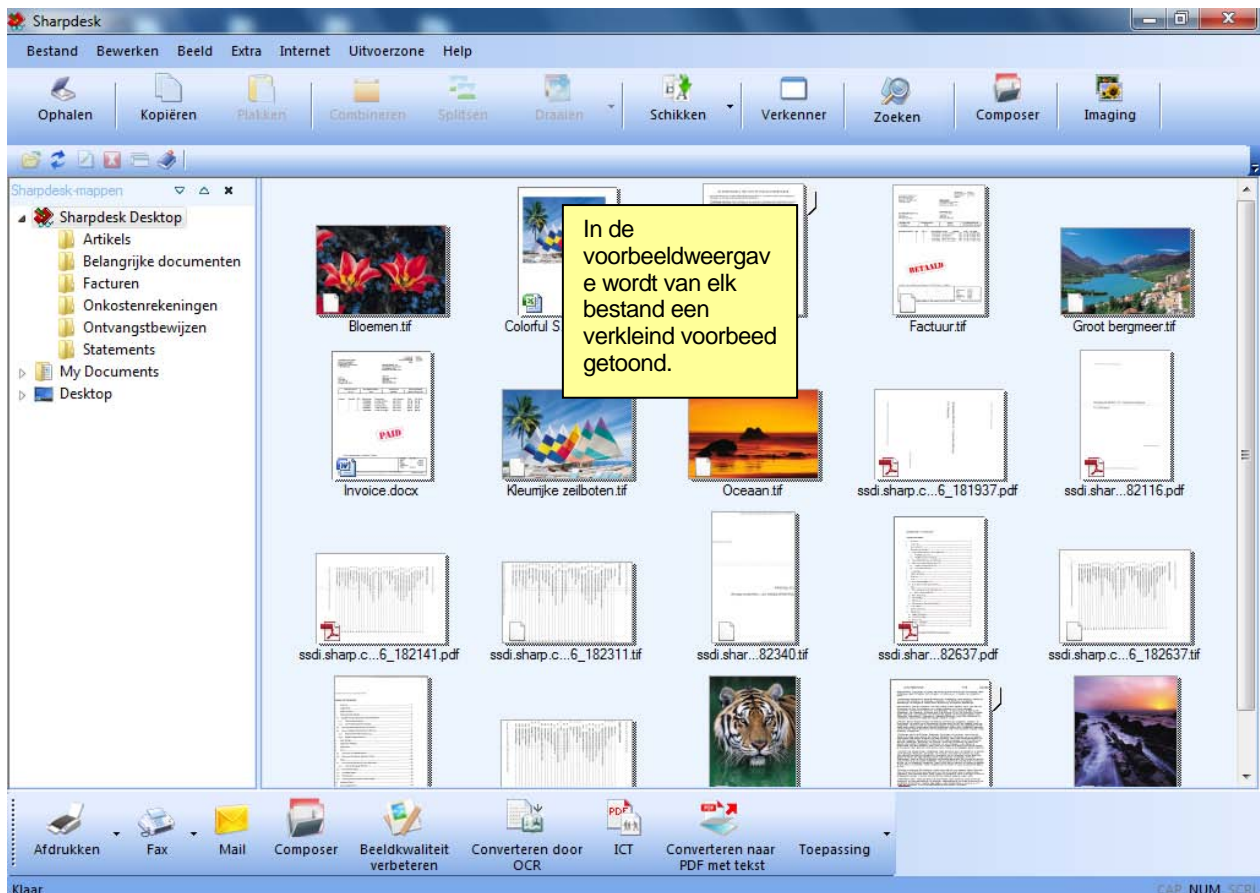 Sharpdesk
Bestand Bewerken Beeld Extra Internet Uitvoerzone Help
Ophalen Kopiëren Plakken Combineren Splitsen Draaien Schikken Verkenner Zoeken Composer Imaging
Sharpdesk-mappen
Sharpdesk Desktop
Artikels
Belangrijke documenten
Facturen
Onkostenrekeningen
Ontvangstbewijzen
Statements
My Documents
Desktop
In de
voorbeeldweergav
e wordt van elk
bestand een
verkleind voorbeed
getoond.
BETAALD
Bloemen.tif Colorful S Factuur.tif Groot bergmeer.tif
PAID
Invoice.docx Kleurrijke zeilboten.tif Oceaan.tif ssdi.sharp.c...6_181937.pdf ssdi.shar...82116.pdf
ssdi.sharp.c...6_182141.pdf ssdi.sharp.c...6_182311.tif ssdi.shar...82340.tif ssdi.shar...82637.pdf ssdi.sharp.c...6_182637.tif
Afdrukken Fax Mail Composer Beeldkwaliteit verbeteren Converteren door OCR PDF ICT PDF Converteren naar PDF met tekst Toepassing
Klaar CAP NUM SCRL